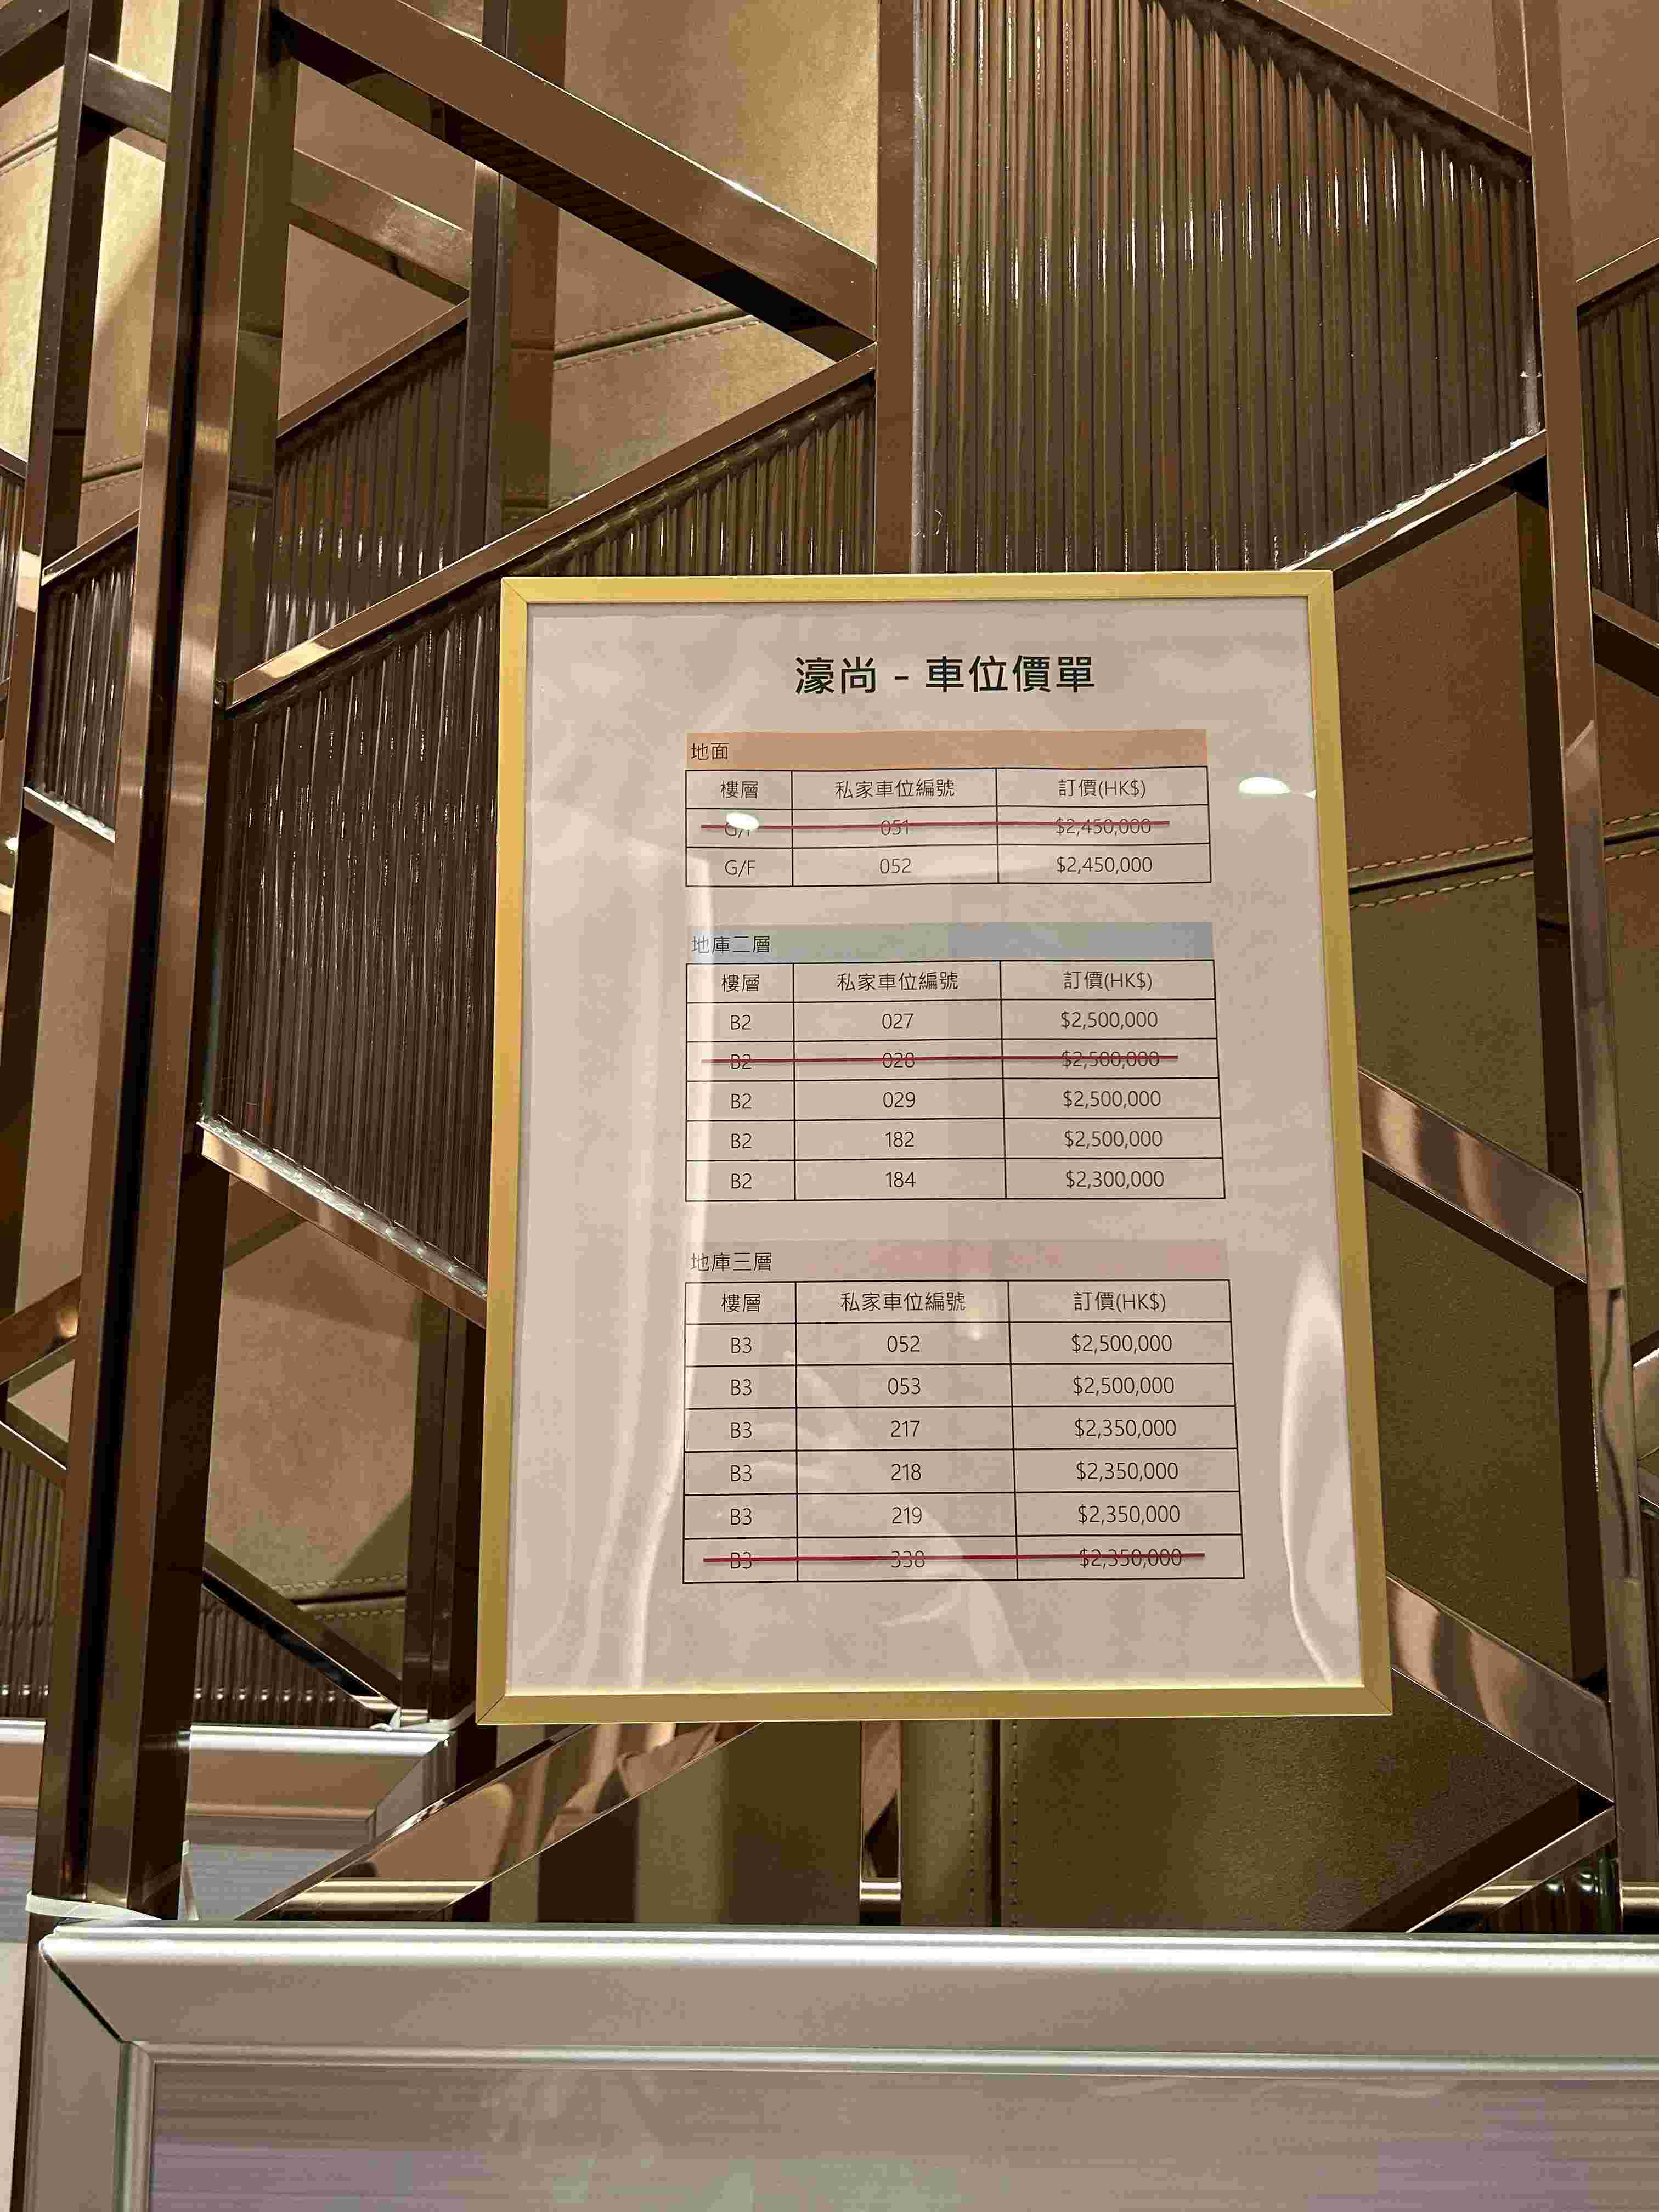 濠尚 - 車位價單
地面
樓層 私家車位編號 訂價(HK$)
G/F 051 $2,450,000
G/F 052 $2,450,000
地庫二層
樓層 私家車位編號 訂價(HK$)
B2 027 $2,500,000
B2 028 $2,500,000
B2 029 $2,500,000
B2 182 $2,500,000
B2 184 $2,300,000
地庫三層
樓層 私家車位編號 訂價(HK$)
B3 052 $2,500,000
B3 053 $2,500,000
B3 217 $2,350,000
B3 218 $2,350,000
B3 219 $2,350,000
B3 338 $2,350,000